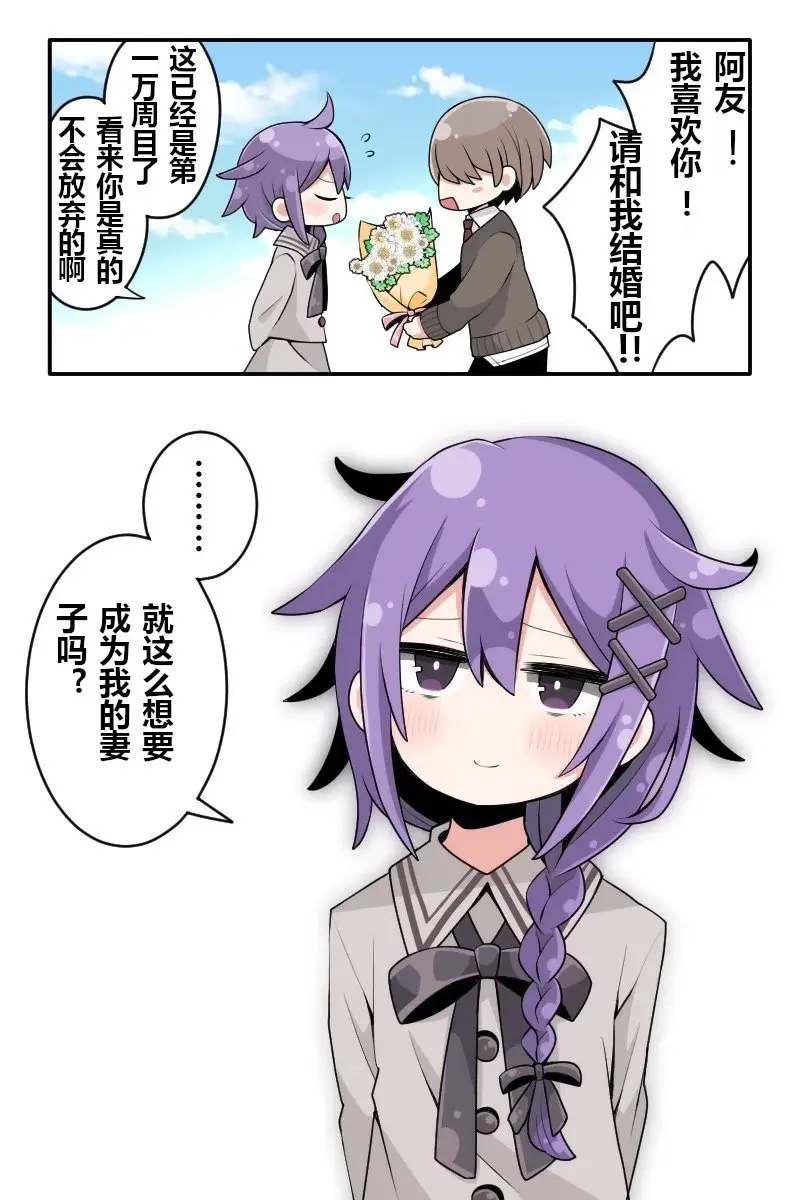 阿友！
我喜欢你！
请和我结婚吧!!
这已经是第
一万周目了
看来你是真的
不会放弃的啊
………
就这么想要
成为我的妻
子吗？